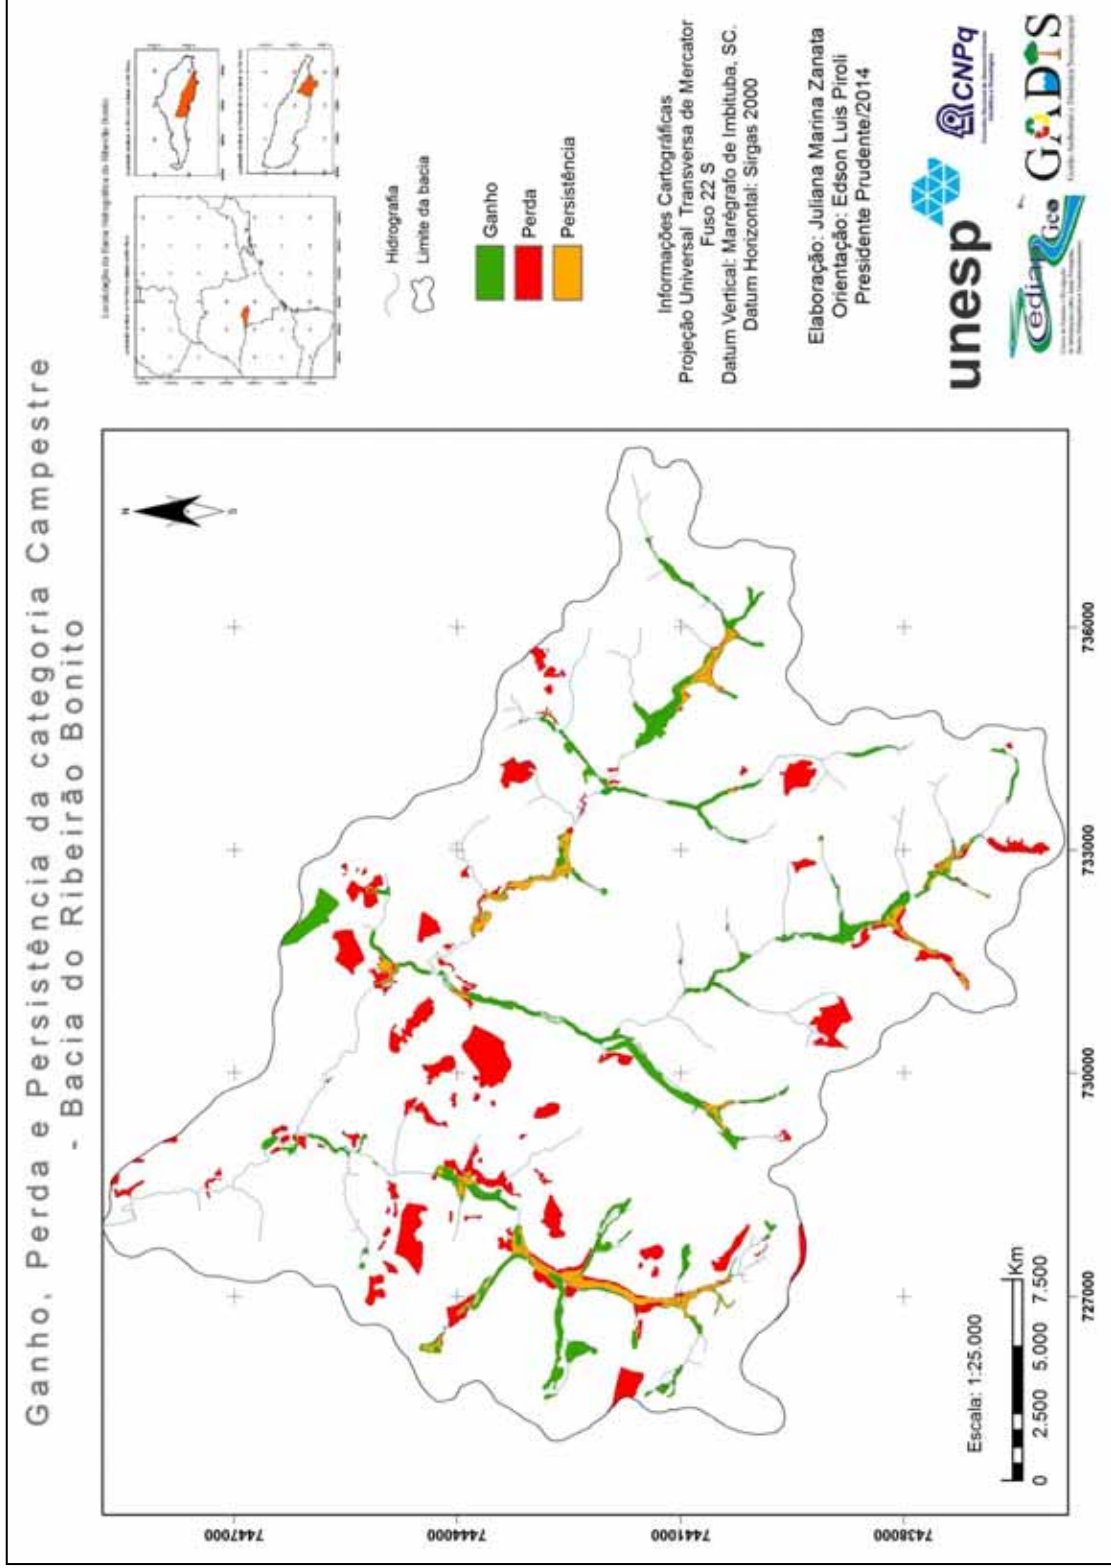 Ganho, Perda e Persistência da categoria Campestre
- Bacia do Ribeirão Bonito
N
S
7447000
7444000
7441000
7438000
727000
730000
733000
736000
Escala: 1:25.000
0 2.500 5.000 7.500
Km
Hidrografia
Limite da bacia
Ganho
Perda
Persistência
Informações Cartográficas
Projeção Universal Transversa de Mercator
Fuso 22 S
Datum Vertical: Marégrafo de Imbituba, SC.
Datum Horizontal: Sirgas 2000
Elaboração: Juliana Marina Zanata
Orientação: Edson Luis Piroli
Presidente Prudente/2014
unesp
CNPq
Cediap Geo
GADIS